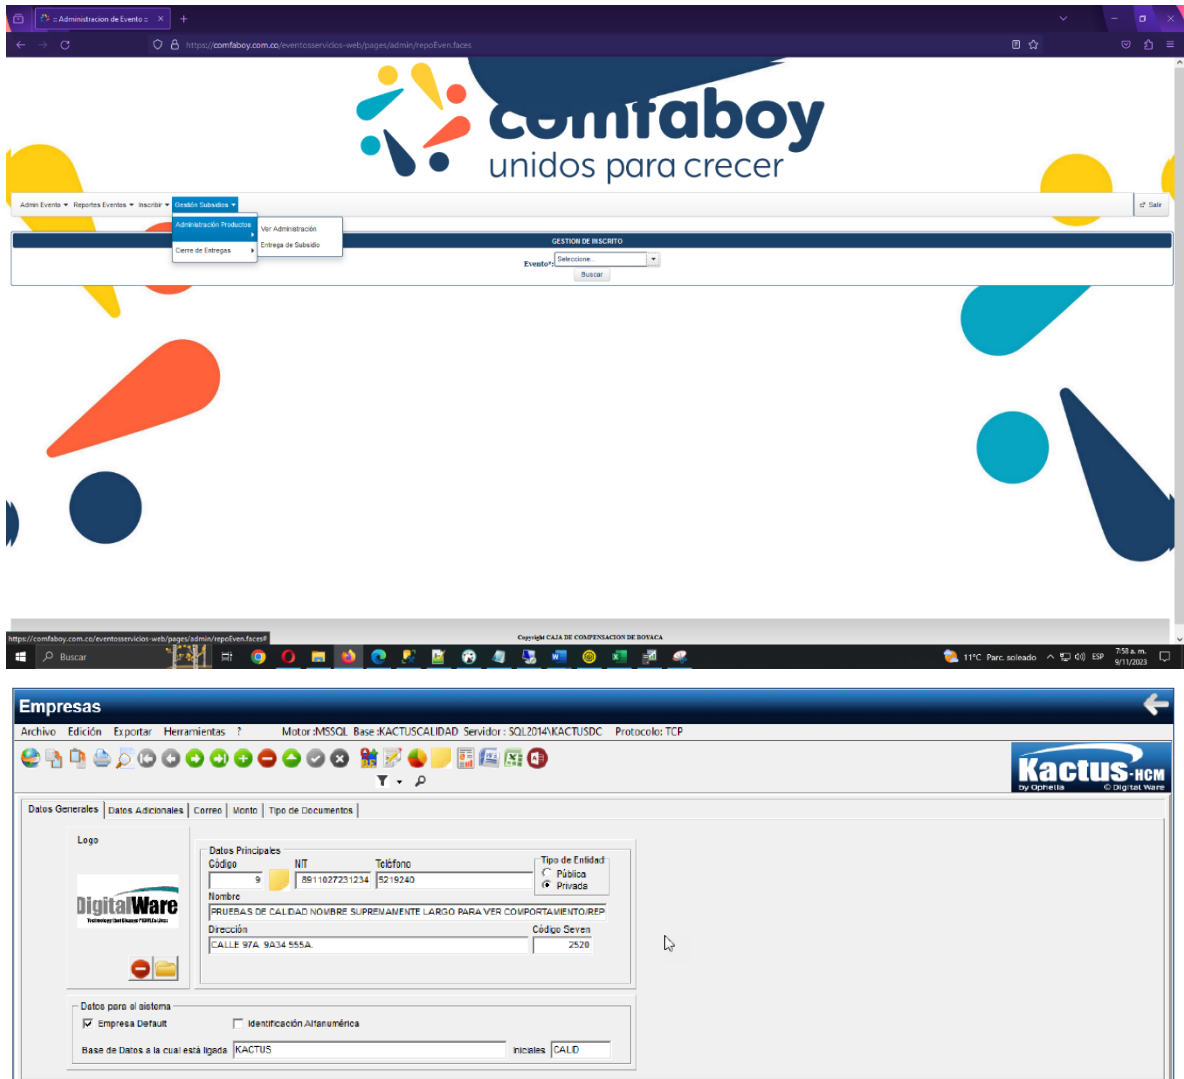 :: Administracion de Evento ::
https://comfaboy.com.co/eventosservicios-web/pages/admin/repoEven.faces
comfaboy
unidos para crecer
Admin Evento Reportes Eventos Inscribir Gestión Subsidios Salir
Administración Productos Ver Administración
Entrega de Subsidio
Cierre de Entregas
GESTION DE INSCRITO
Evento*: Seleccione...
Buscar
Copyright CAJA DE COMPENSACION DE BOYACA
https://comfaboy.com.co/eventosservicios-web/pages/admin/repoEven.faces#
Buscar 11°C Parc. soleado ESP 7:58 a. m.
9/11/2023
Empresas
Archivo Edición Exportar Herramientas ? Motor :MSSQL Base :KACTUSCALIDAD Servidor : SQL2014\KACTUSDC Protocolo: TCP
Kactus-HCM
by Ophelia © Digital Ware
Datos Generales Datos Adicionales Correo Monto Tipo de Documentos
Logo
Datos Principales
Código NIT Teléfono
9 8911027231234 5219240
Tipo de Entidad
Pública
Privada
Nombre
PRUEBAS DE CALIDAD NOMBRE SUPREMAMENTE LARGO PARA VER COMPORTAMIENTO/REP
Dirección Código Seven
CALLE 97A 9A34 555A. 2520
DigitalWare
Datos para el sistema
Empresa Default Identificación Alfanumérica
Base de Datos a la cual está ligada KACTUS Iniciales CALID